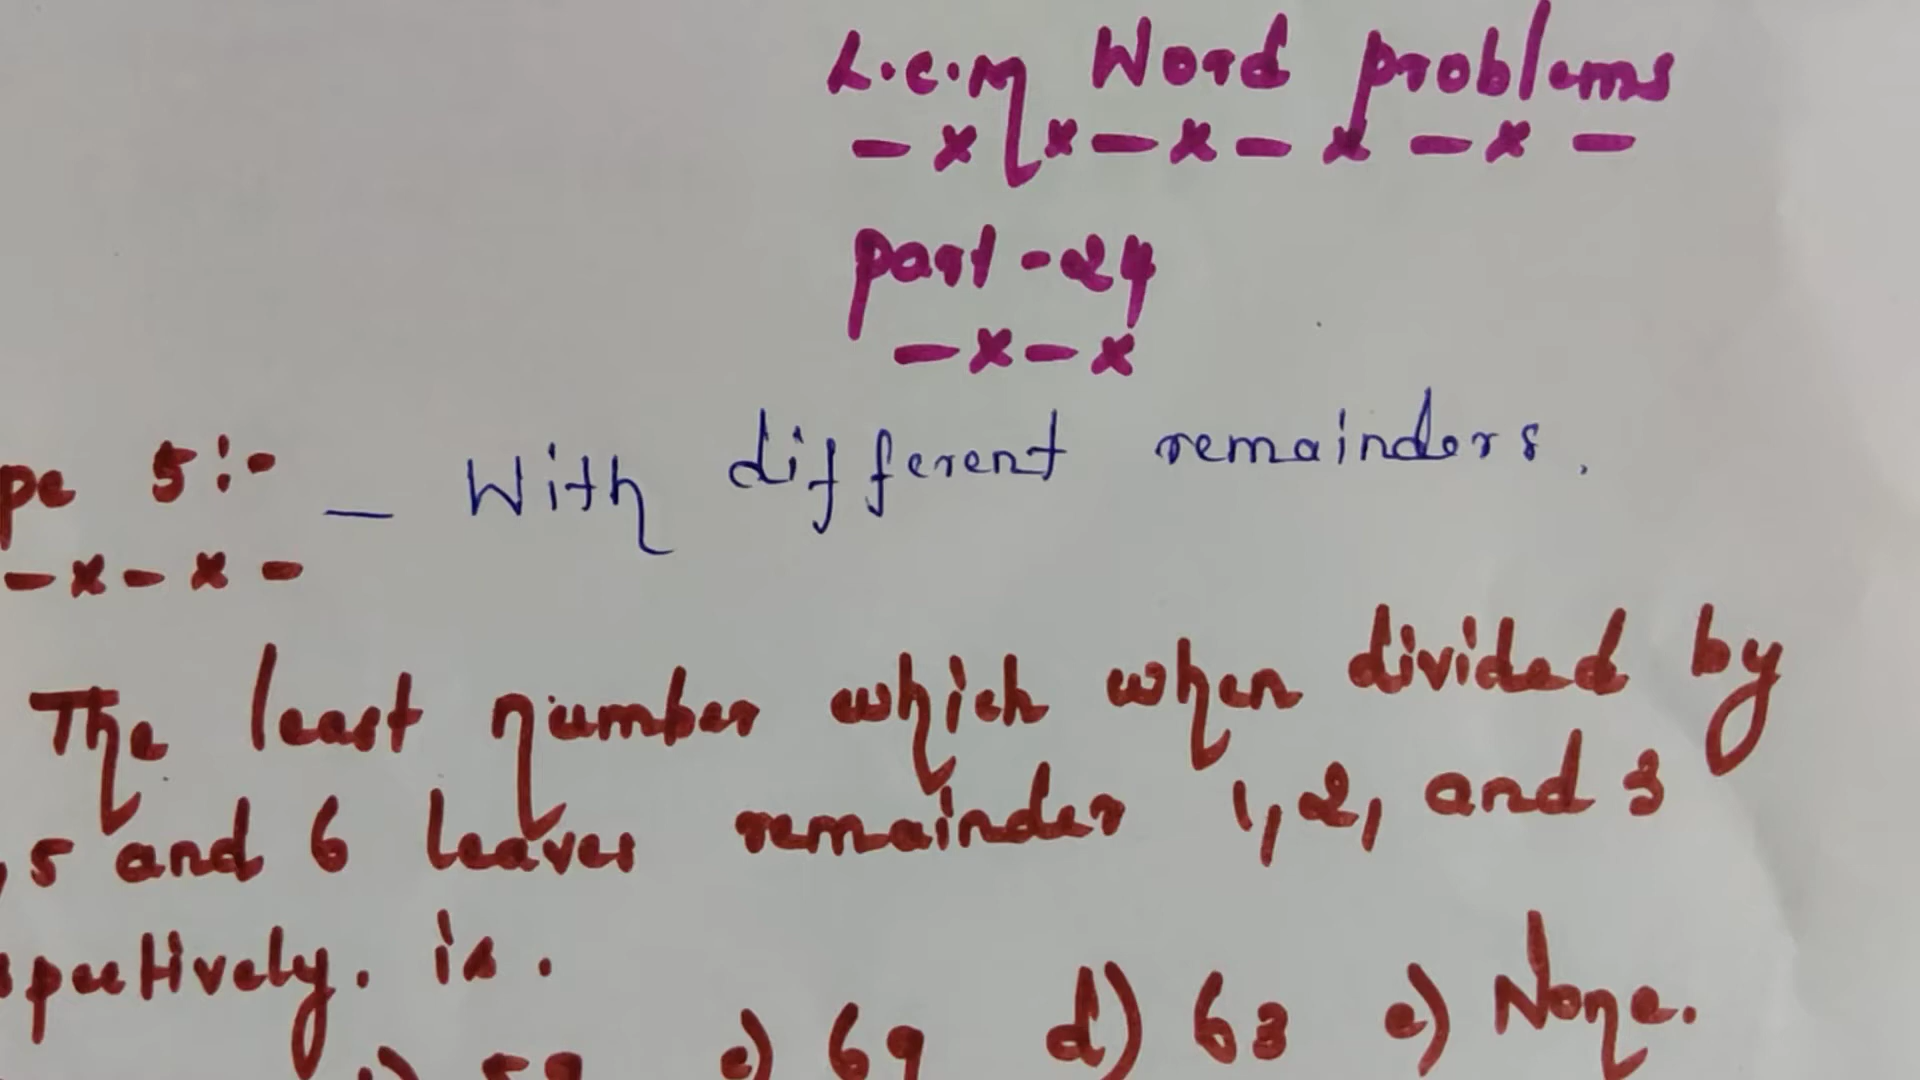 L.C.M Word problems
Part - 24
pe 5:- _ With different remainders.
The least number which when divided by
, 5 and 6 leaves remainder 1, 2, and 3
spectively. is.
c) 69 d) 63 e) None.